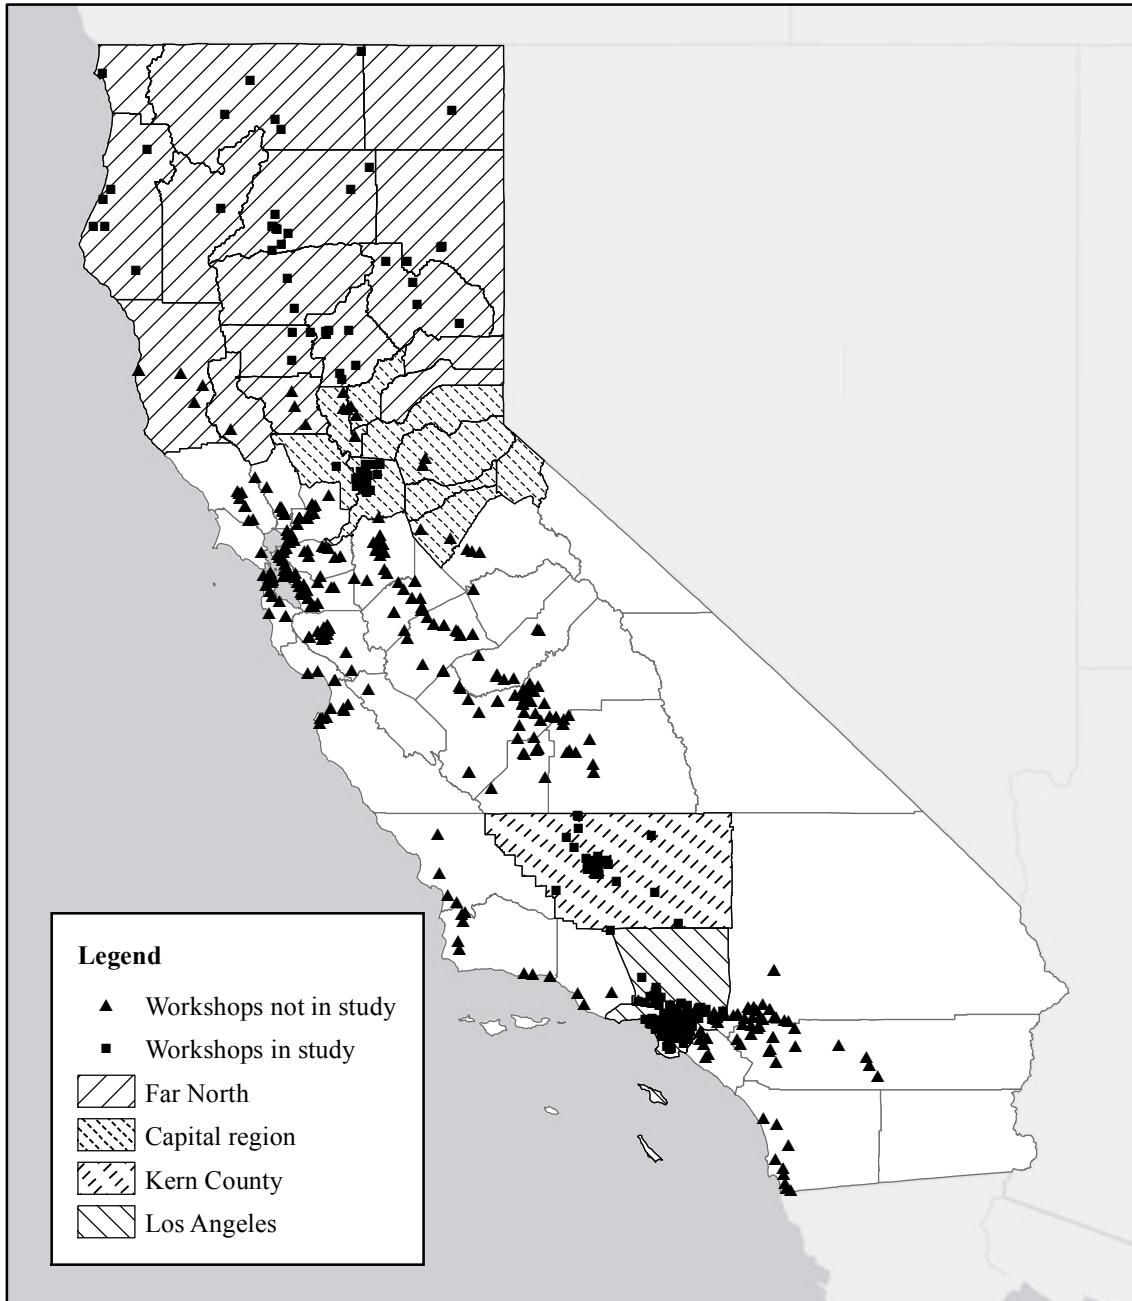 Legend
Workshops not in study
Workshops in study
Far North
Capital region
Kern County
Los Angeles